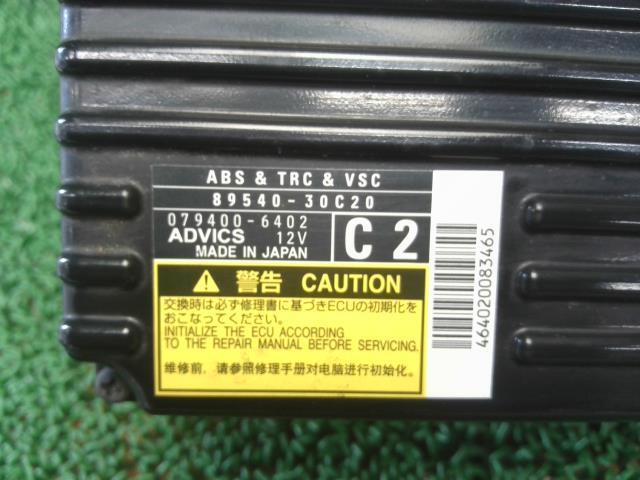 ABS & TRC & VSC
89540-30C20
079400-6402
ADVICS 12V
MADE IN JAPAN
C 2
警告 CAUTION
交換時は必ず修理書に基づきECUの初期化を
おこなってください。
INITIALIZE THE ECU ACCORDING
TO THE REPAIR MANUAL BEFORE SERVICING.
维修前，请参照修理手册对电脑进行初始化。
464020083465